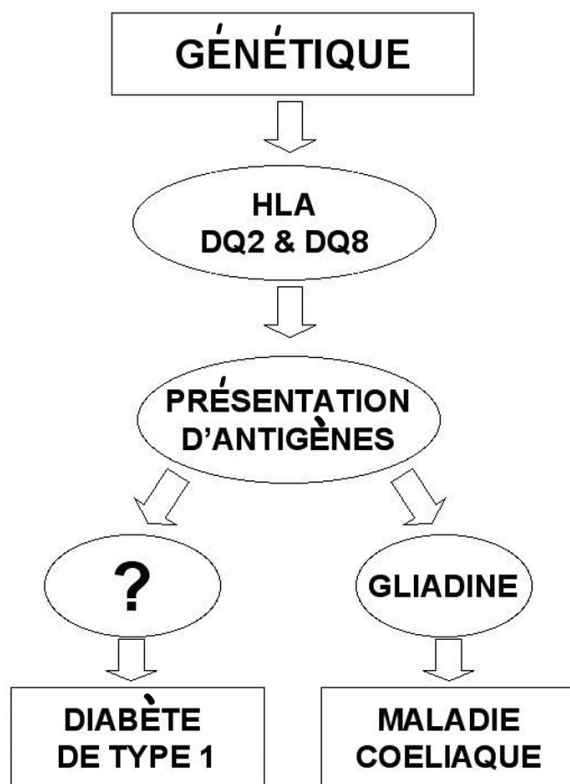 GÉNÉTIQUE
HLA
DQ2 & DQ8
PRÉSENTATION
D'ANTIGÈNES
?
GLIADINE
DIABÈTE
DE TYPE 1
MALADIE
COELIAQUE